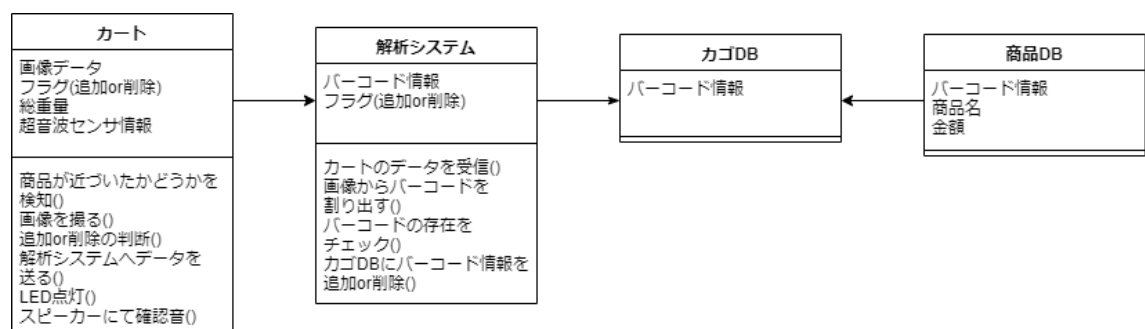 カート
画像データ
フラグ(追加or削除)
総重量
超音波センサ情報
商品が近づいたかどうかを
検知()
画像を撮る()
追加or削除の判断()
解析システムへデータを
送る()
LED点灯()
スピーカーにて確認音()
解析システム
バーコード情報
フラグ(追加or削除)
カートのデータを受信()
画像からバーコードを
割り出す()
バーコードの存在を
チェック()
カゴDBにバーコード情報を
追加or削除()
カゴDB
バーコード情報
商品DB
バーコード情報
商品名
金額